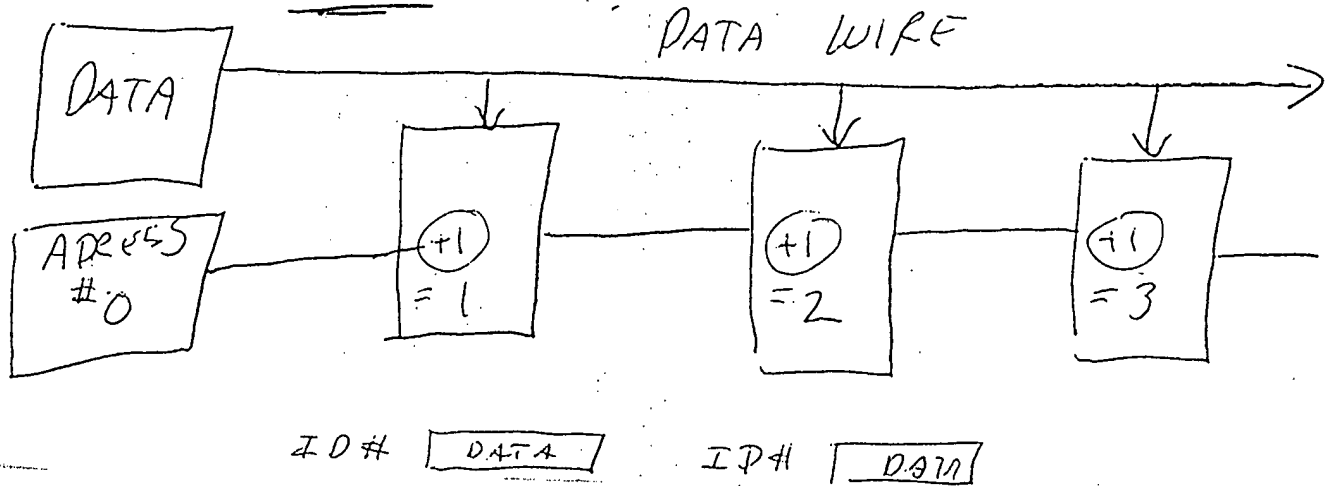 DATA WIRE
DATA
ADRESS
# 0
+1
= 1
+1
= 2
+1
= 3
ID# DATA ID# DATA